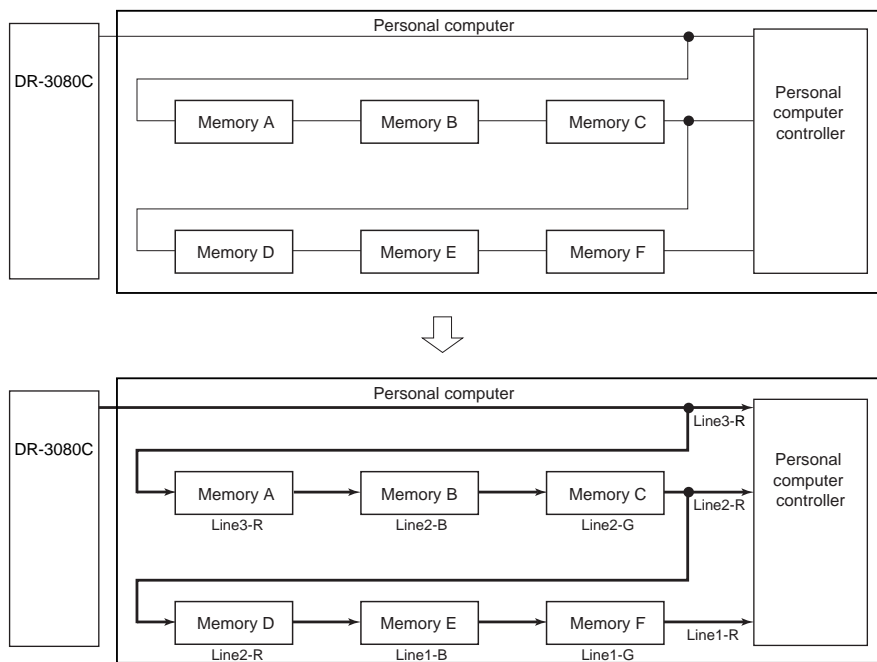 Personal computer
DR-3080C
Personal
computer
controller
Memory A
Memory B
Memory C
Memory D
Memory E
Memory F
Personal computer
DR-3080C
Line3-R
Personal
computer
controller
Memory A
Memory B
Memory C
Line2-R
Line3-R
Line2-B
Line2-G
Memory D
Memory E
Memory F
Line1-R
Line2-R
Line1-B
Line1-G